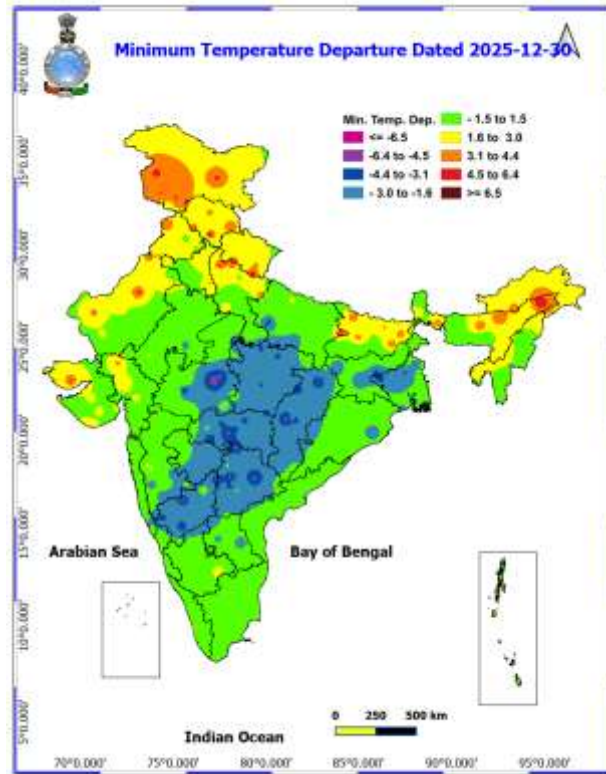 Minimum Temperature Departure Dated 2025-12-30
Min. Temp. Dep.
<= -6.5
-6.4 to -4.5
-4.4 to -3.1
- 3.0 to -1.6
- 1.5 to 1.5
1.6 to 3.0
3.1 to 4.4
4.5 to 6.4
>= 6.5
40°0.000'
35°0.000'
30°0.000'
25°0.000'
20°0.000'
15°0.000'
10°0.000'
5°0.000'
Arabian Sea
Bay of Bengal
0 250 500 km
Indian Ocean
70°0.000' 75°0.000' 80°0.000' 85°0.000' 90°0.000' 95°0.000'